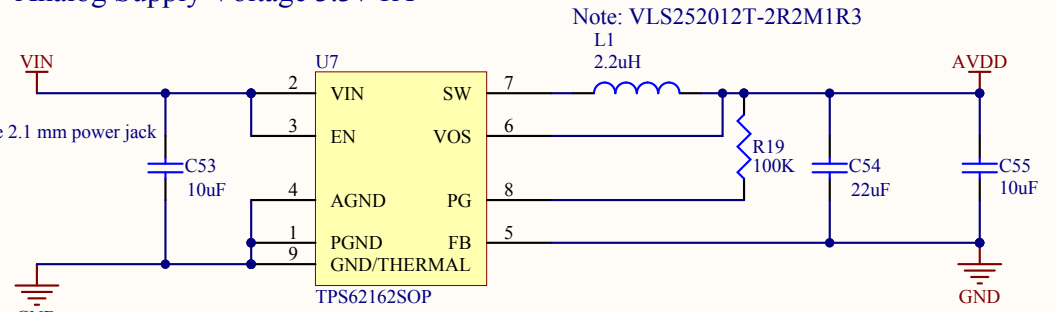 Analog Supply Voltage 3.3V 1A
Note: VLS252012T-2R2M1R3
L1
2.2uH
VIN
U7
AVDD
2
VIN
SW
7
3
EN
VOS
6
2.1 mm power jack
C53
10uF
R19
100K
C54
22uF
C55
10uF
4
AGND
PG
8
1
PGND
FB
5
9
GND/THERMAL
TPS62162SOP
GND